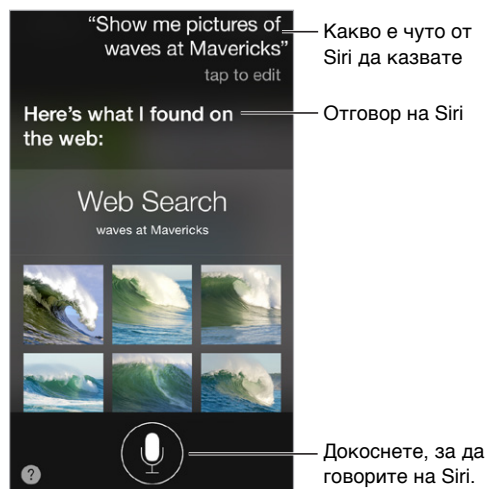 “Show me pictures of
waves at Mavericks”
tap to edit
Какво е чуто от
Siri да казвате
Here’s what I found on
the web:
Отговор на Siri
Web Search
waves at Mavericks
?
Докоснете, за да
говорите на Siri.